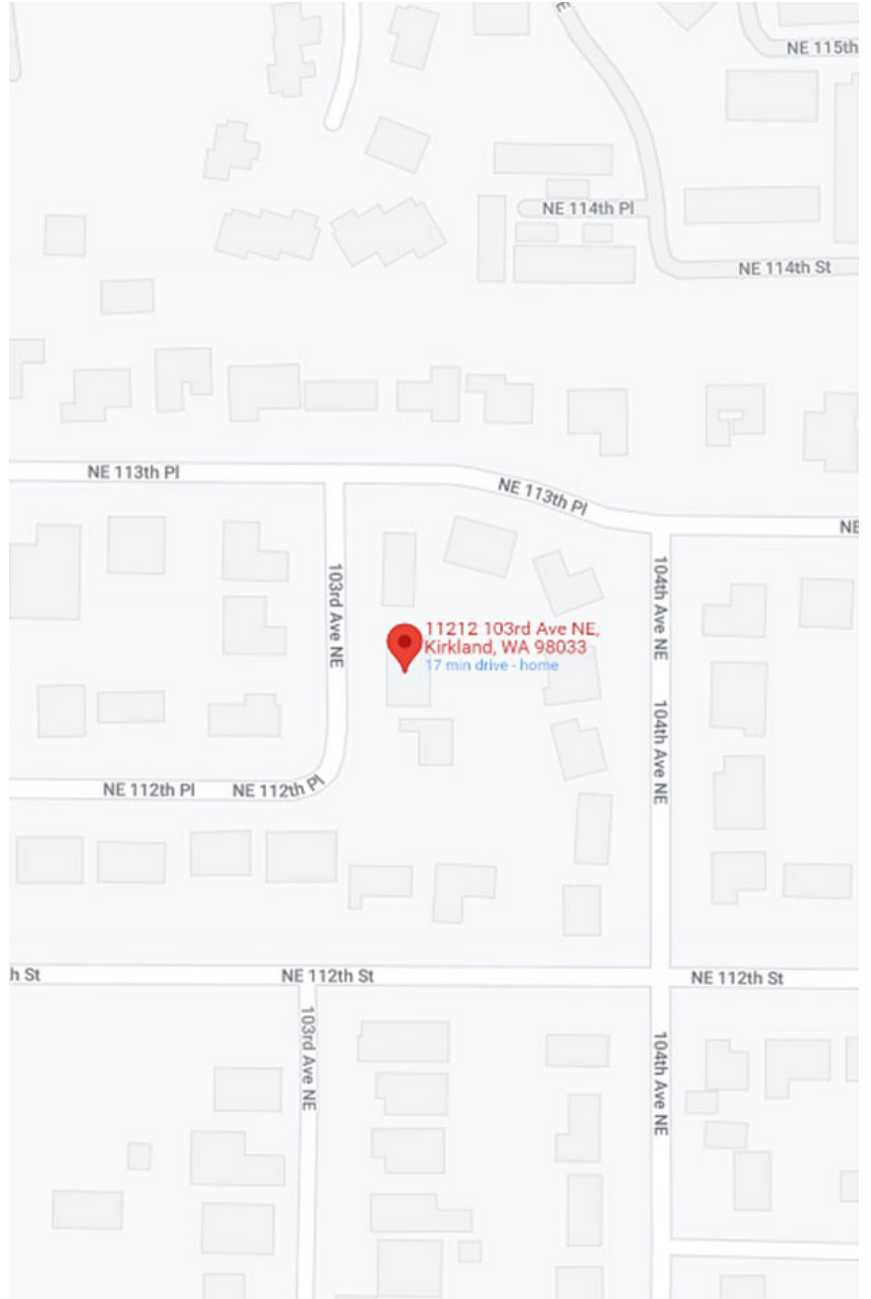 NE 115th
NE 114th Pl
NE 114th St
NE 113th Pl
NE 113th Pl
NE
103rd Ave NE
104th Ave NE
11212 103rd Ave NE,
Kirkland, WA 98033
17 min drive - home
104th Ave NE
NE 112th Pl
NE 112th Pl
h St
NE 112th St
NE 112th St
103rd Ave NE
104th Ave NE